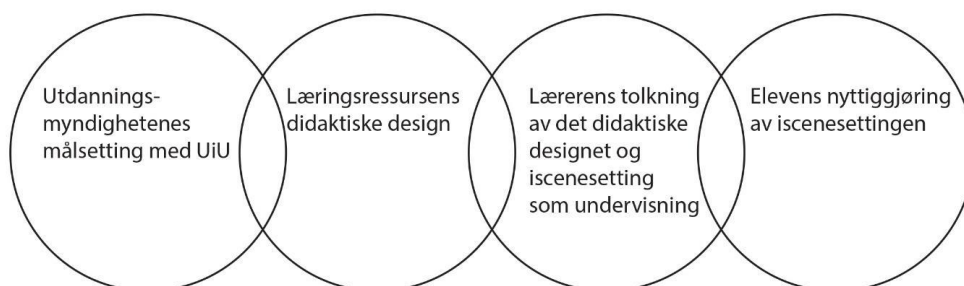 Utdannings-
myndighetenes
målsetting med UiU
Læringsressursens
didaktiske design
Lærerens tolkning
av det didaktiske
designet og
iscenesetting
som undervisning
Elevens nyttiggjøring
av iscenesettingen